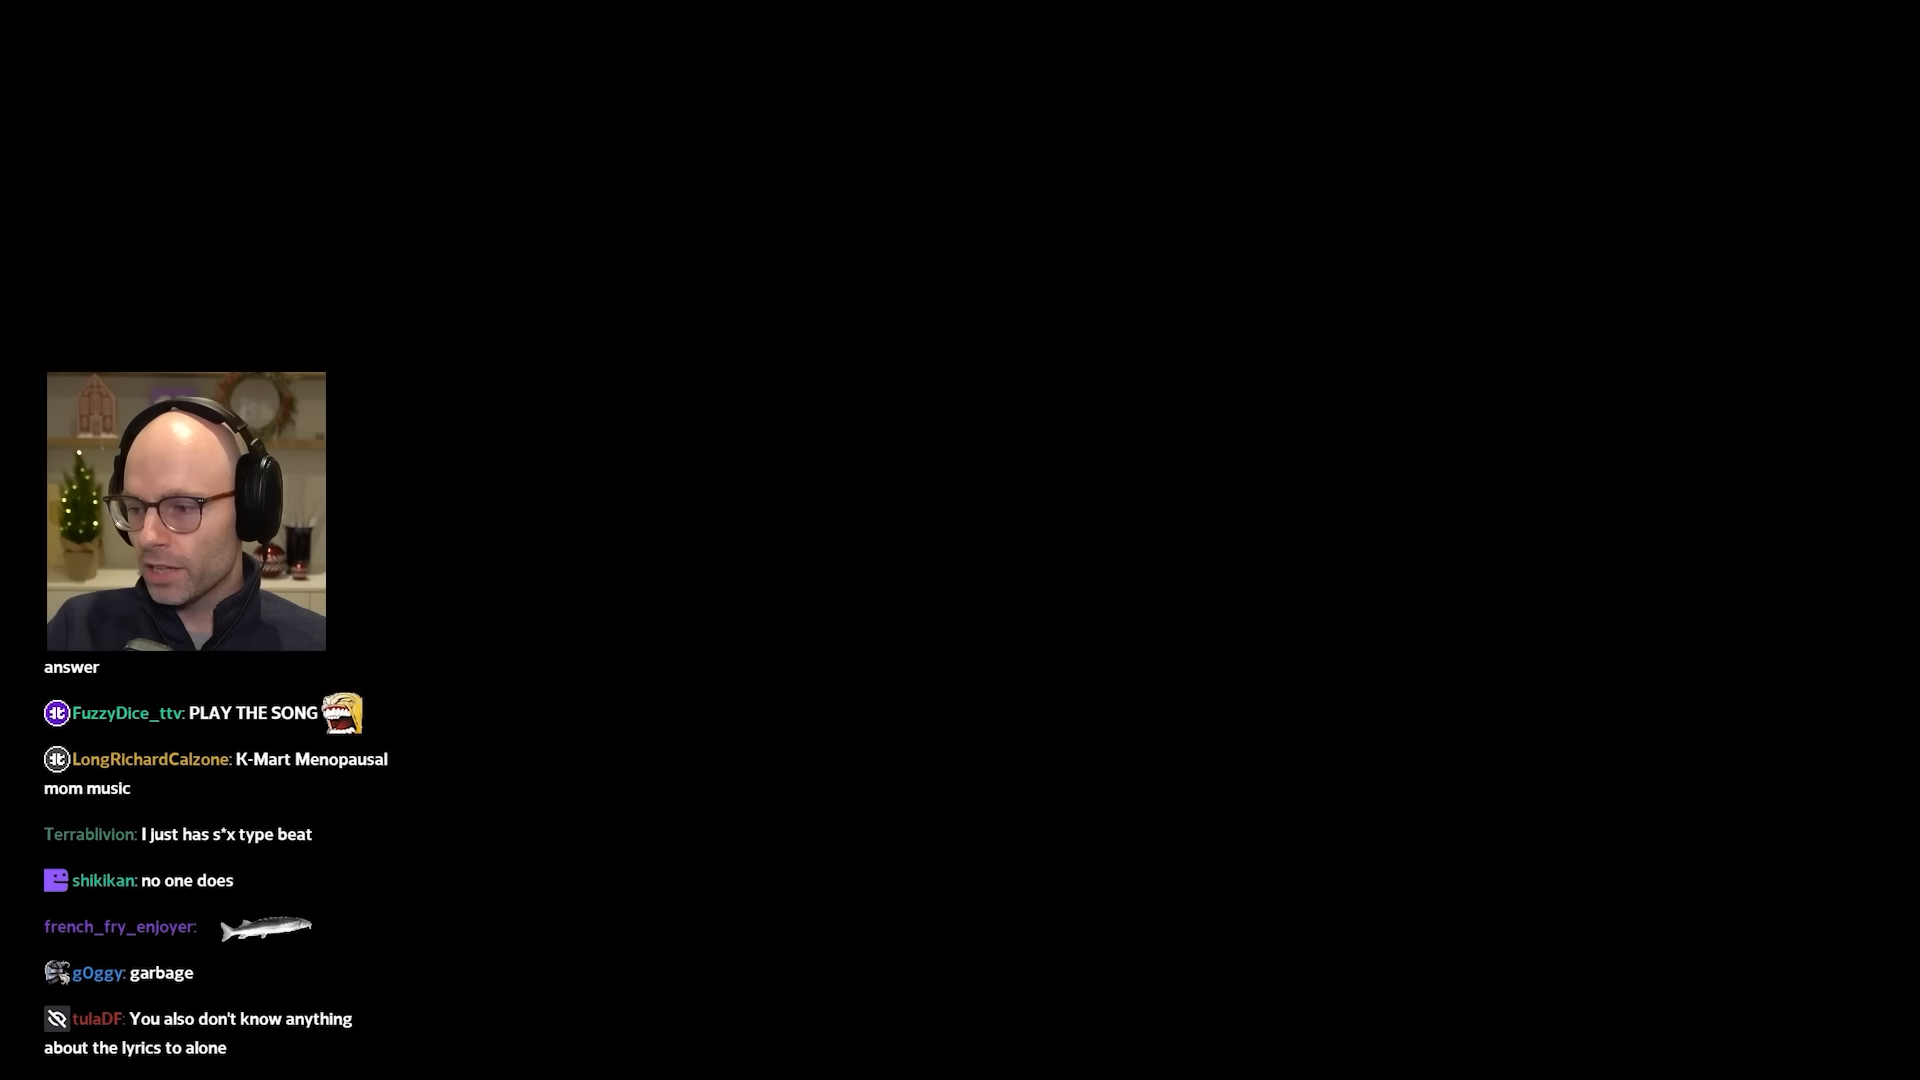 answer
FuzzyDice_ttv: PLAY THE SONG
LongRichardCalzone: K-Mart Menopausal
mom music
Terrablivion: I just has s*x type beat
shikikan: no one does
french_fry_enjoyer:
g0ggy: garbage
tulaDF: You also don't know anything
about the lyrics to alone